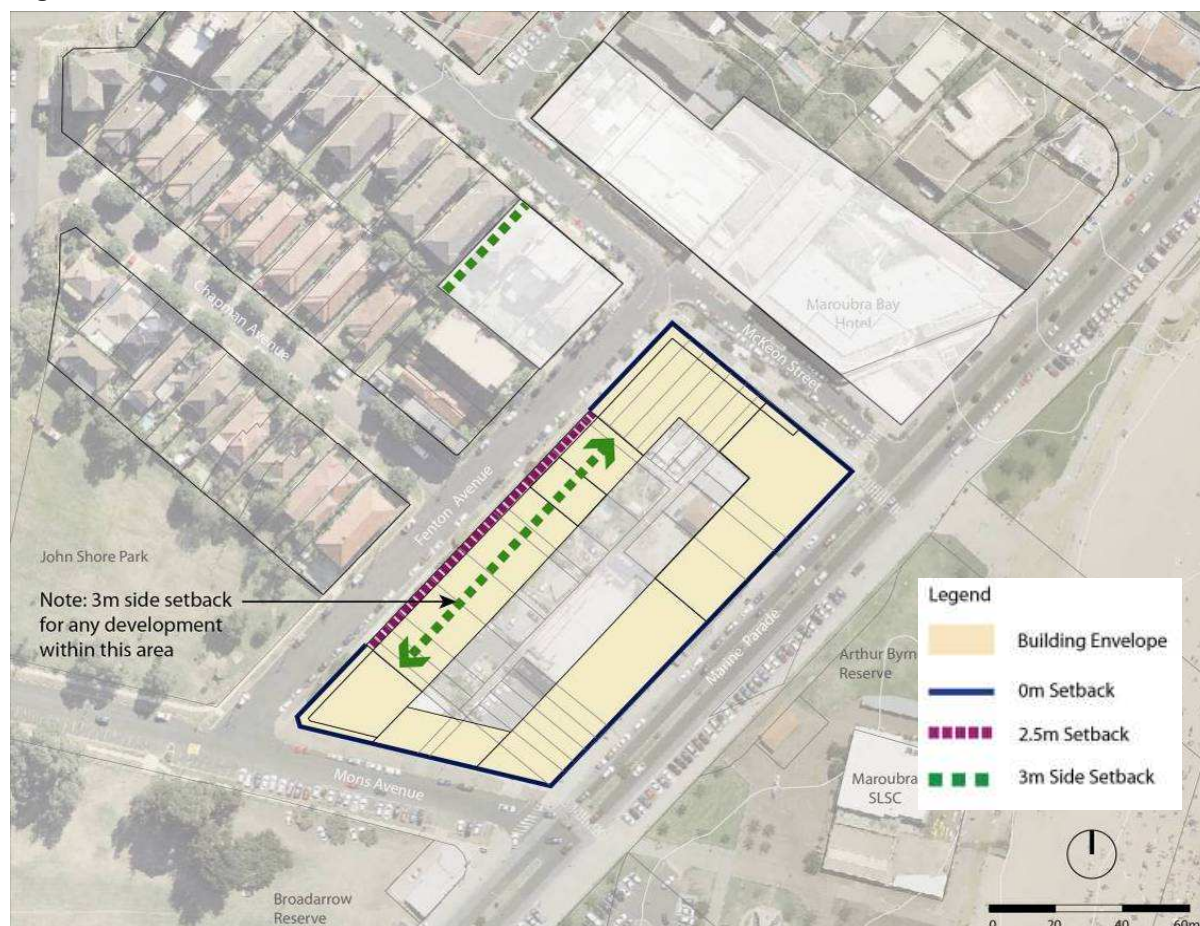 Chapman Avenue
McKeon Street
Maroubra Bay
Hotel
Fenton Avenue
John Shore Park
Note: 3m side setback
for any development
within this area
Marine Parade
Mons Avenue
Arthur Byrn
Reserve
Maroubra
SLSC
Broadarrow
Reserve
Legend
Building Envelope
0m Setback
2.5m Setback
3m Side Setback
0 20 40 60m